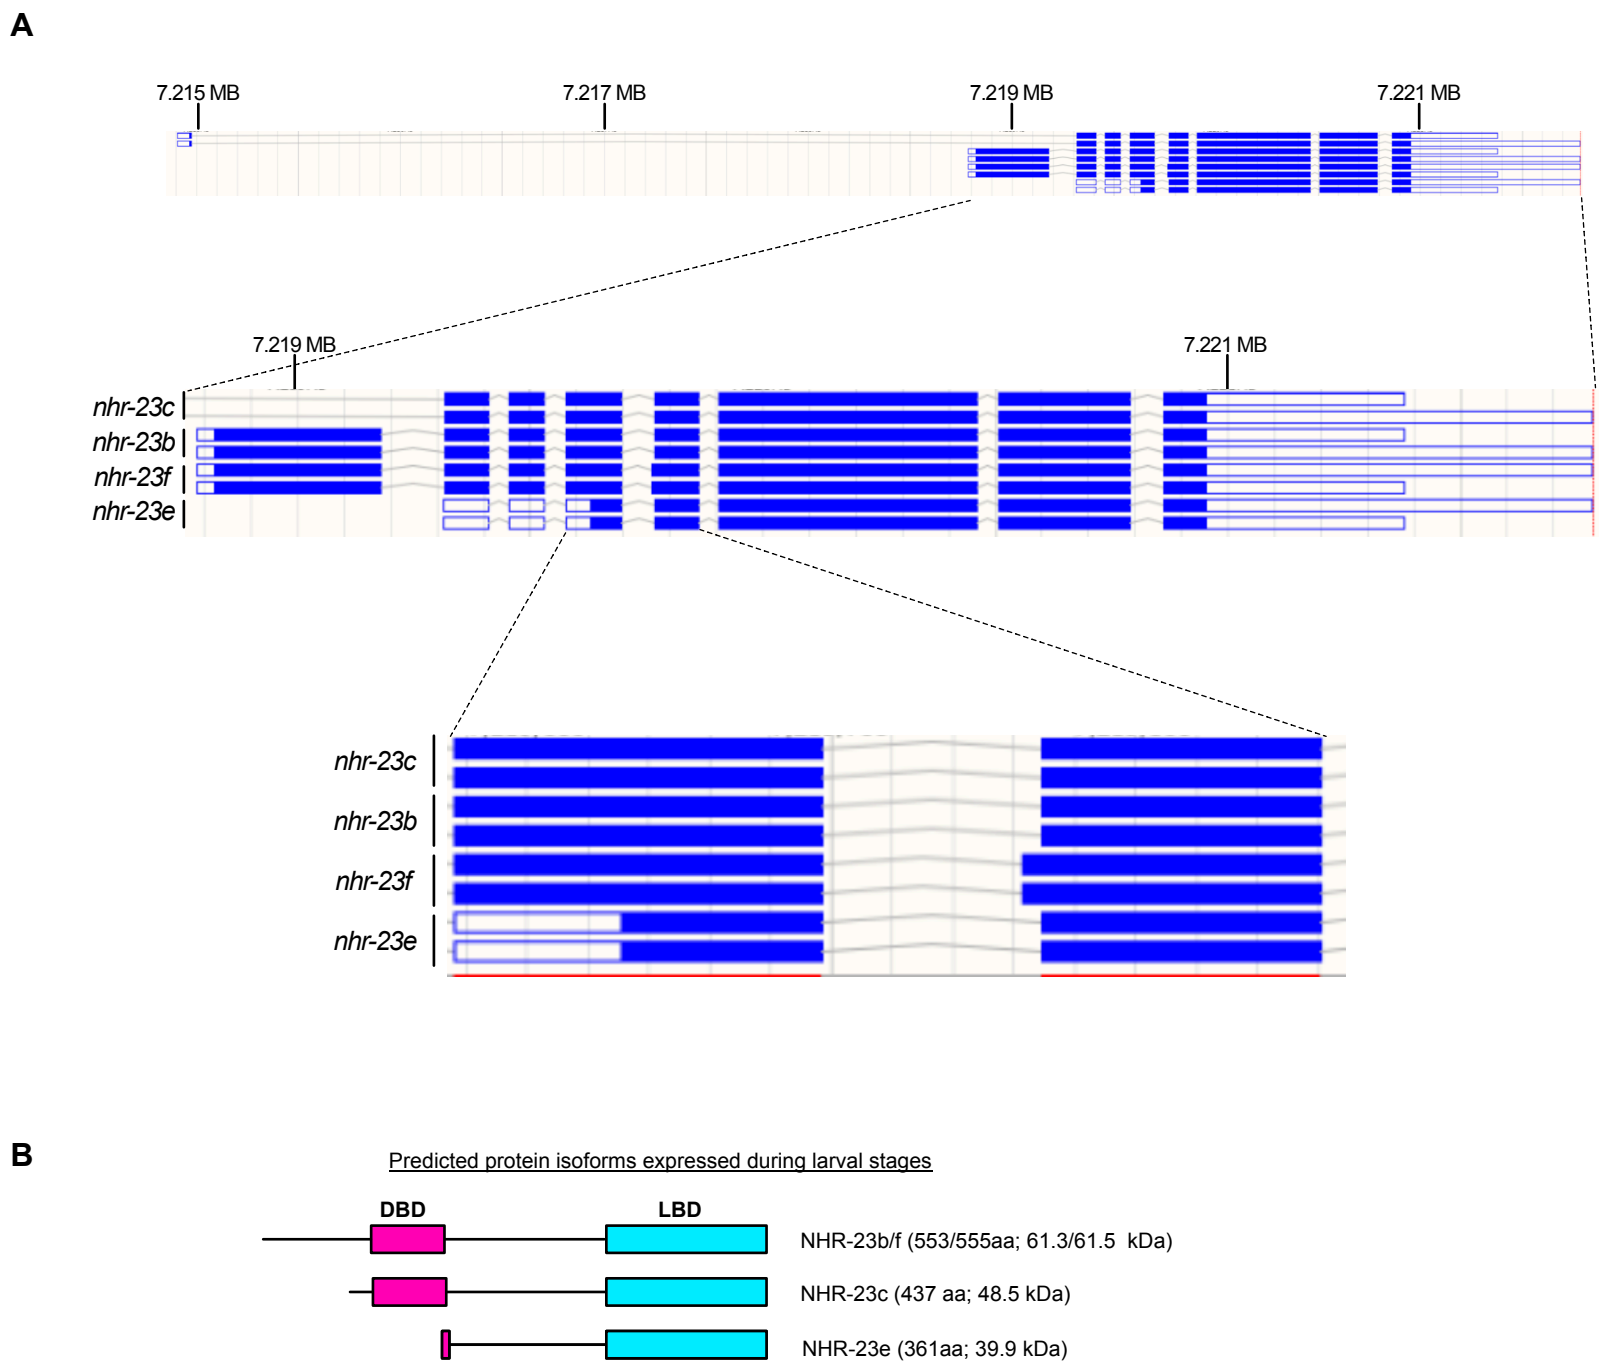 A
7.215 MB 7.217 MB 7.219 MB 7.221 MB
7.219 MB 7.221 MB
nhr-23c
nhr-23b
nhr-23f
nhr-23e
nhr-23c
nhr-23b
nhr-23f
nhr-23e
B
Predicted protein isoforms expressed during larval stages
DBD LBD
NHR-23b/f (553/555aa; 61.3/61.5 kDa)
NHR-23c (437 aa; 48.5 kDa)
NHR-23e (361aa; 39.9 kDa)